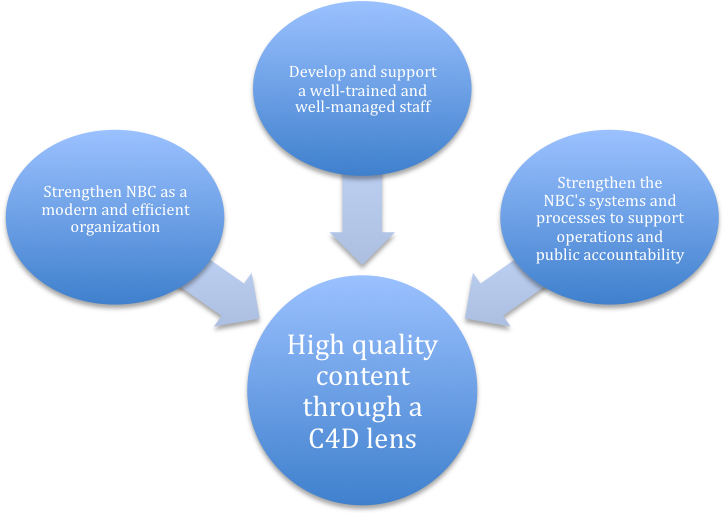 Develop and support
a well-trained and
well-managed staff
Strengthen NBC as a
modern and efficient
organization
Strengthen the
NBC's systems and
processes to support
operations and
public accountability
High quality
content
through a
C4D lens